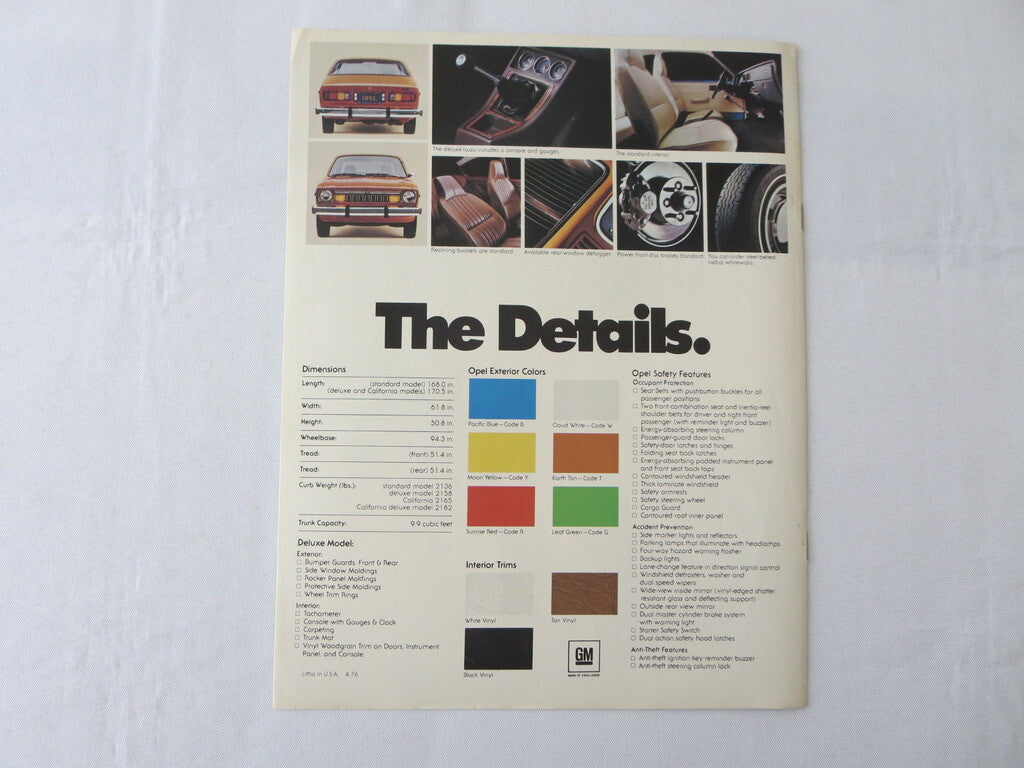 OPEL
The deluxe Isuzu includes a console and gauges.
The standard interior.
Reclining buckets are standard.
Available rear-window defogger.
Power front disc brakes Standard.
You can order steel-belted
radial whitewalls.
The Details.
Dimensions
Length: (standard model) 168.0 in.
(deluxe and California models) 170.5 in.
Width: 61.8 in.
Height: 50.8 in.
Wheelbase: 94.3 in.
Tread: (front) 51.4 in.
Tread: (rear) 51.4 in.
Curb Weight (lbs.): standard model 2136
deluxe model 2158
California 2165
California deluxe model 2182
Trunk Capacity: 9.9 cubic feet
Deluxe Model:
Exterior:
□ Bumper Guards, Front & Rear
□ Side Window Moldings
□ Rocker Panel Moldings
□ Protective Side Moldings
□ Wheel Trim Rings
Interior:
□ Tachometer
□ Console with Gauges & Clock
□ Carpeting
□ Trunk Mat
□ Vinyl Woodgrain Trim on Doors, Instrument
Panel, and Console
Litho in U.S.A. 4-76
Opel Exterior Colors
Pacific Blue—Code B
Cloud White—Code W
Moon Yellow—Code Y
Earth Tan—Code T
Sunrise Red—Code R
Leaf Green—Code G
Interior Trims
White Vinyl
Tan Vinyl
Black Vinyl
GM
MARK OF EXCELLENCE
Opel Safety Features
Occupant Protection
□ Seat Belts with pushbutton buckles for all
passenger positions
□ Two front combination seat and inertia-reel
shoulder belts for driver and right front
passenger (with reminder light and buzzer)
□ Energy-absorbing steering column
□ Passenger-guard door locks
□ Safety-door latches and hinges
□ Folding seat back latches
□ Energy-absorbing padded instrument panel
and front seat back tops
□ Contoured windshield header
□ Thick laminate windshield
□ Safety armrests
□ Safety steering wheel
□ Cargo Guard
□ Contoured roof inner panel
Accident Prevention
□ Side marker lights and reflectors
□ Parking lamps that illuminate with headlamps
□ Four-way hazard warning flasher
□ Backup lights
□ Lane-change feature in direction signal control
□ Windshield defrosters, washer and
dual speed wipers
□ Wide-view inside mirror (vinyl-edged shatter
resistant glass and deflecting support)
□ Outside rear view mirror
□ Dual master cylinder brake system
with warning light
□ Starter Safety Switch
□ Dual action safety hood latches
Anti-Theft Features
□ Anti-theft ignition key reminder buzzer
□ Anti-theft steering column lock